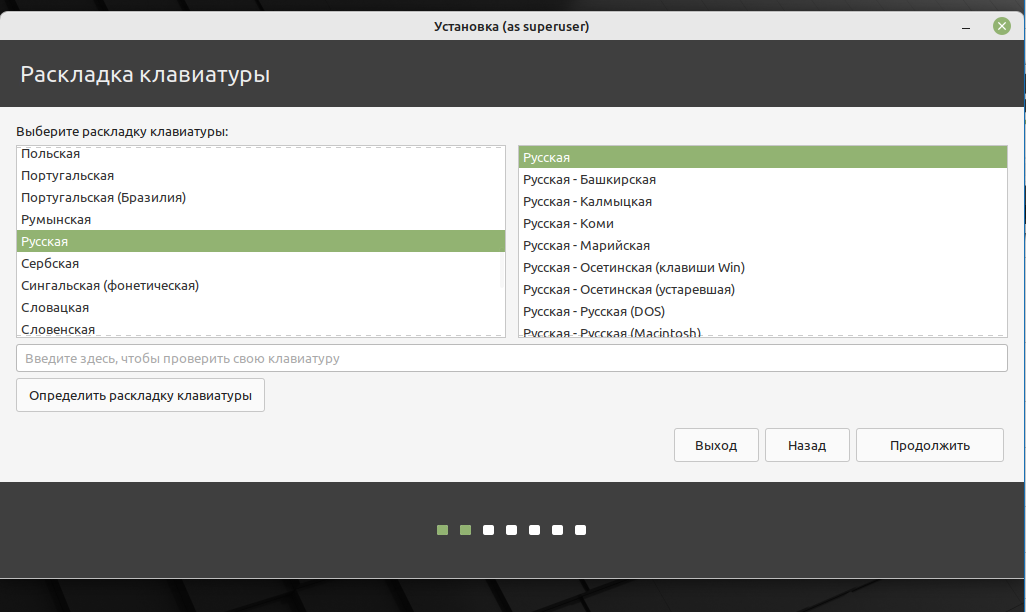 Установка (as superuser)
Раскладка клавиатуры
Выберите раскладку клавиатуры:
Польская
Португальская
Португальская (Бразилия)
Румынская
Русская
Сербская
Сингальская (фонетическая)
Словацкая
Словенская
Русская
Русская - Башкирская
Русская - Калмыцкая
Русская - Коми
Русская - Марийская
Русская - Осетинская (клавиши Win)
Русская - Осетинская (устаревшая)
Русская - Русская (DOS)
Русская - Русская (Macintosh)
Введите здесь, чтобы проверить свою клавиатуру
Определить раскладку клавиатуры
Выход
Назад
Продолжить